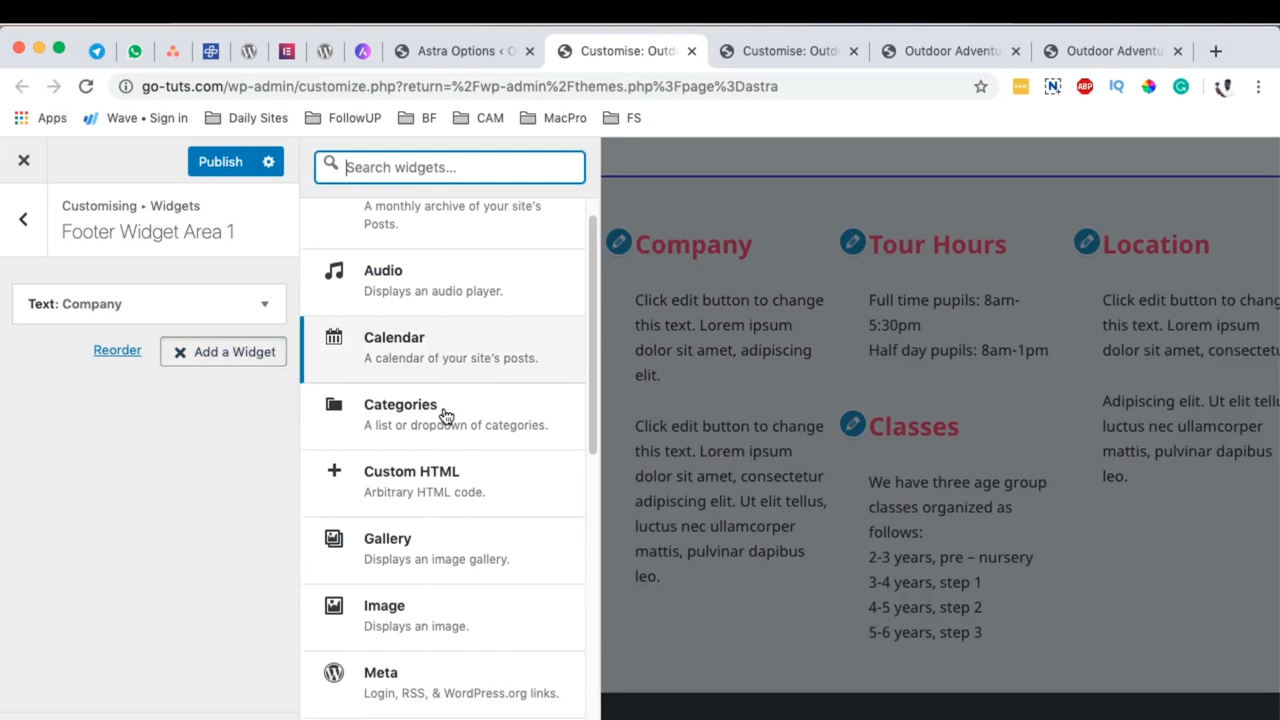 Astra Options ‹ O
Customise: Outd
Customise: Outd
Outdoor Adventu
Outdoor Adventu
go-tuts.com/wp-admin/customize.php?return=%2Fwp-admin%2Fthemes.php%3Fpage%3Dastra
ABP
IQ
Apps
Wave • Sign in
Daily Sites
FollowUP
BF
CAM
MacPro
FS
Publish
Customising ▸ Widgets
Footer Widget Area 1
Text: Company
Reorder
Add a Widget
Search widgets...
A monthly archive of your site's
Posts.
Audio
Displays an audio player.
Calendar
A calendar of your site's posts.
Categories
A list or dropdown of categories.
Custom HTML
Arbitrary HTML code.
Gallery
Displays an image gallery.
Image
Displays an image.
Meta
Login, RSS, & WordPress.org links.
Company
Click edit button to change
this text. Lorem ipsum
dolor sit amet, adipiscing
elit.
Click edit button to change
this text. Lorem ipsum
dolor sit amet, consectetur
adipiscing elit. Ut elit tellus,
luctus nec ullamcorper
mattis, pulvinar dapibus
leo.
Tour Hours
Full time pupils: 8am-
5:30pm
Half day pupils: 8am-1pm
Classes
We have three age group
classes organized as
follows:
2-3 years, pre – nursery
3-4 years, step 1
4-5 years, step 2
5-6 years, step 3
Location
Click edit button to chang
this text. Lorem ipsum
dolor sit amet, consectetu
Adipiscing elit. Ut elit tellu
luctus nec ullamcorper
mattis, pulvinar dapibus
leo.